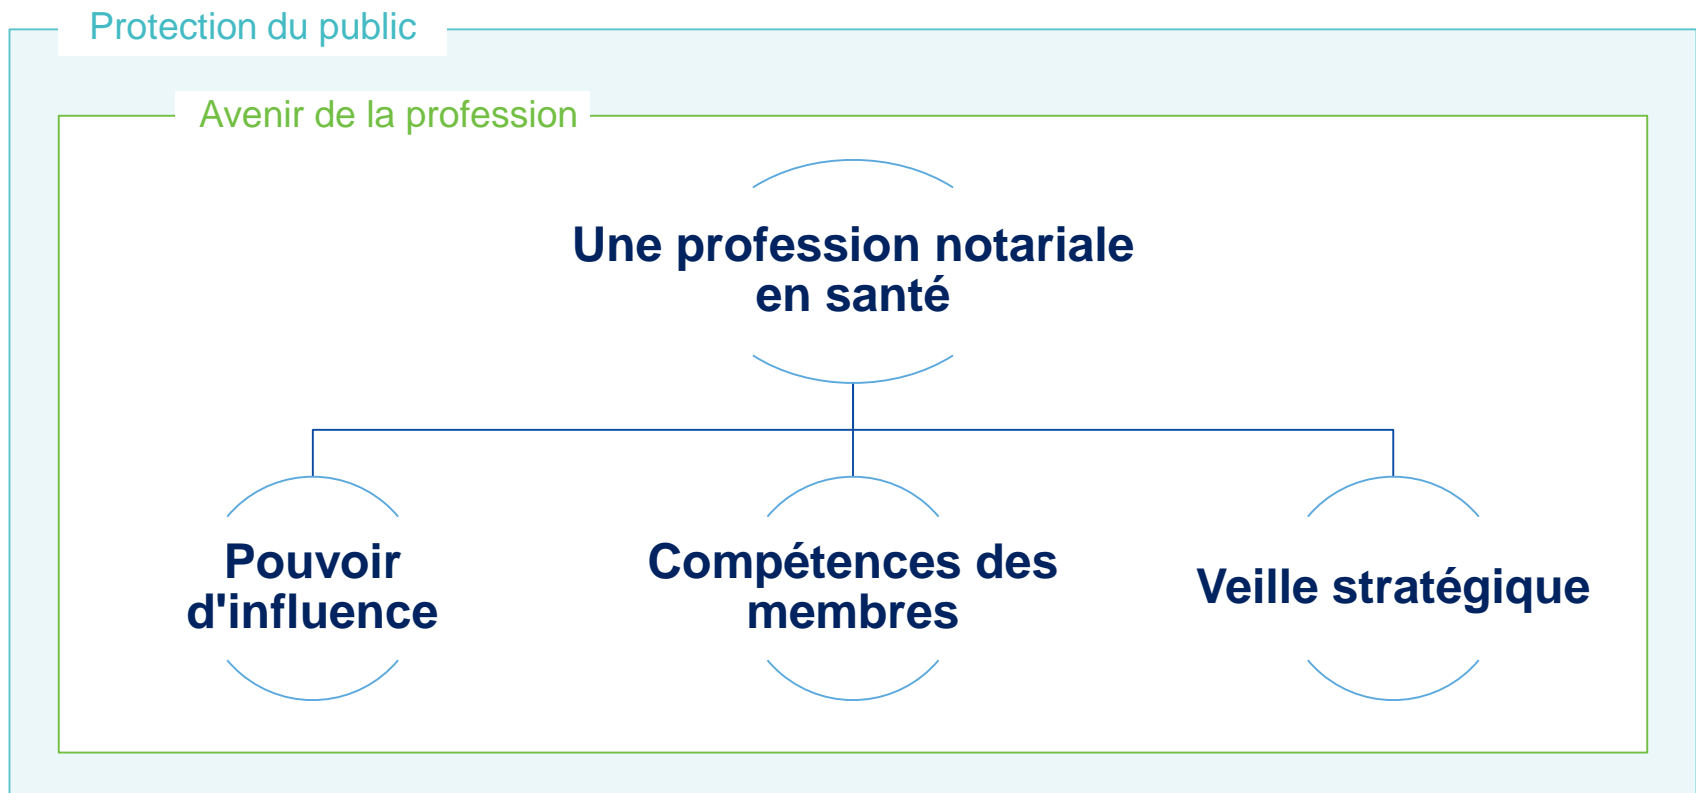 Protection du public
Avenir de la profession
Une profession notariale
en santé
Pouvoir
d'influence
Compétences des
membres
Veille stratégique